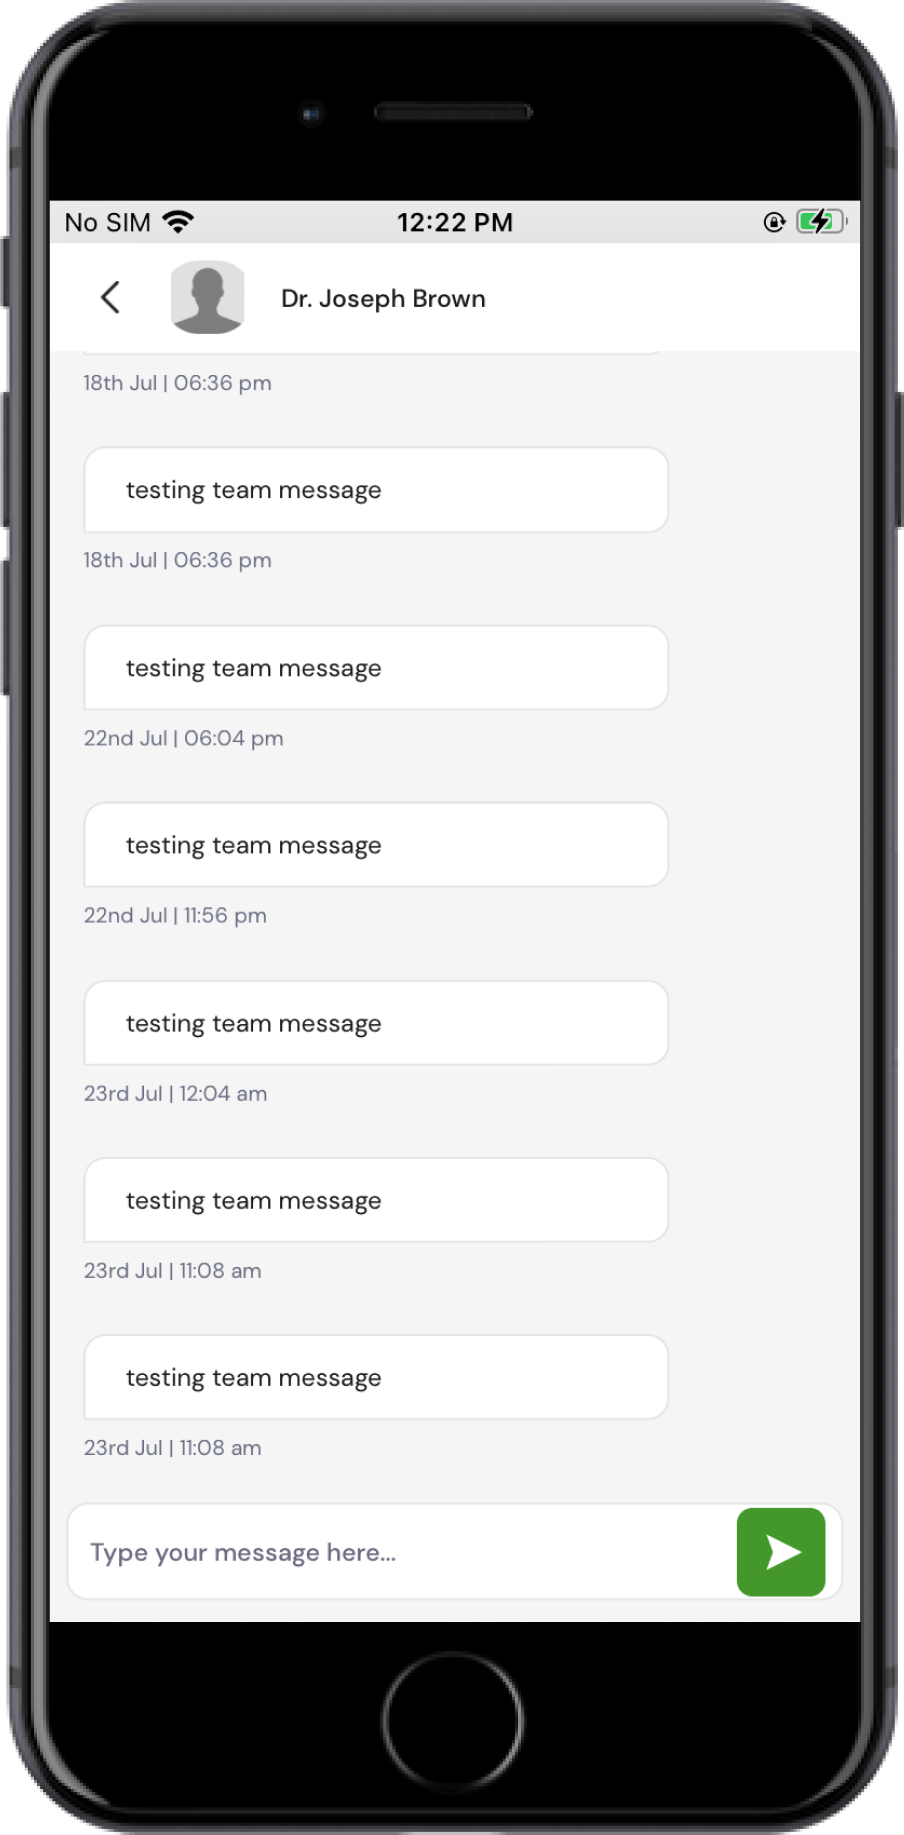 No SIM 12:22 PM
Dr. Joseph Brown
18th Jul | 06:36 pm
testing team message
18th Jul | 06:36 pm
testing team message
22nd Jul | 06:04 pm
testing team message
22nd Jul | 11:56 pm
testing team message
23rd Jul | 12:04 am
testing team message
23rd Jul | 11:08 am
testing team message
23rd Jul | 11:08 am
Type your message here...